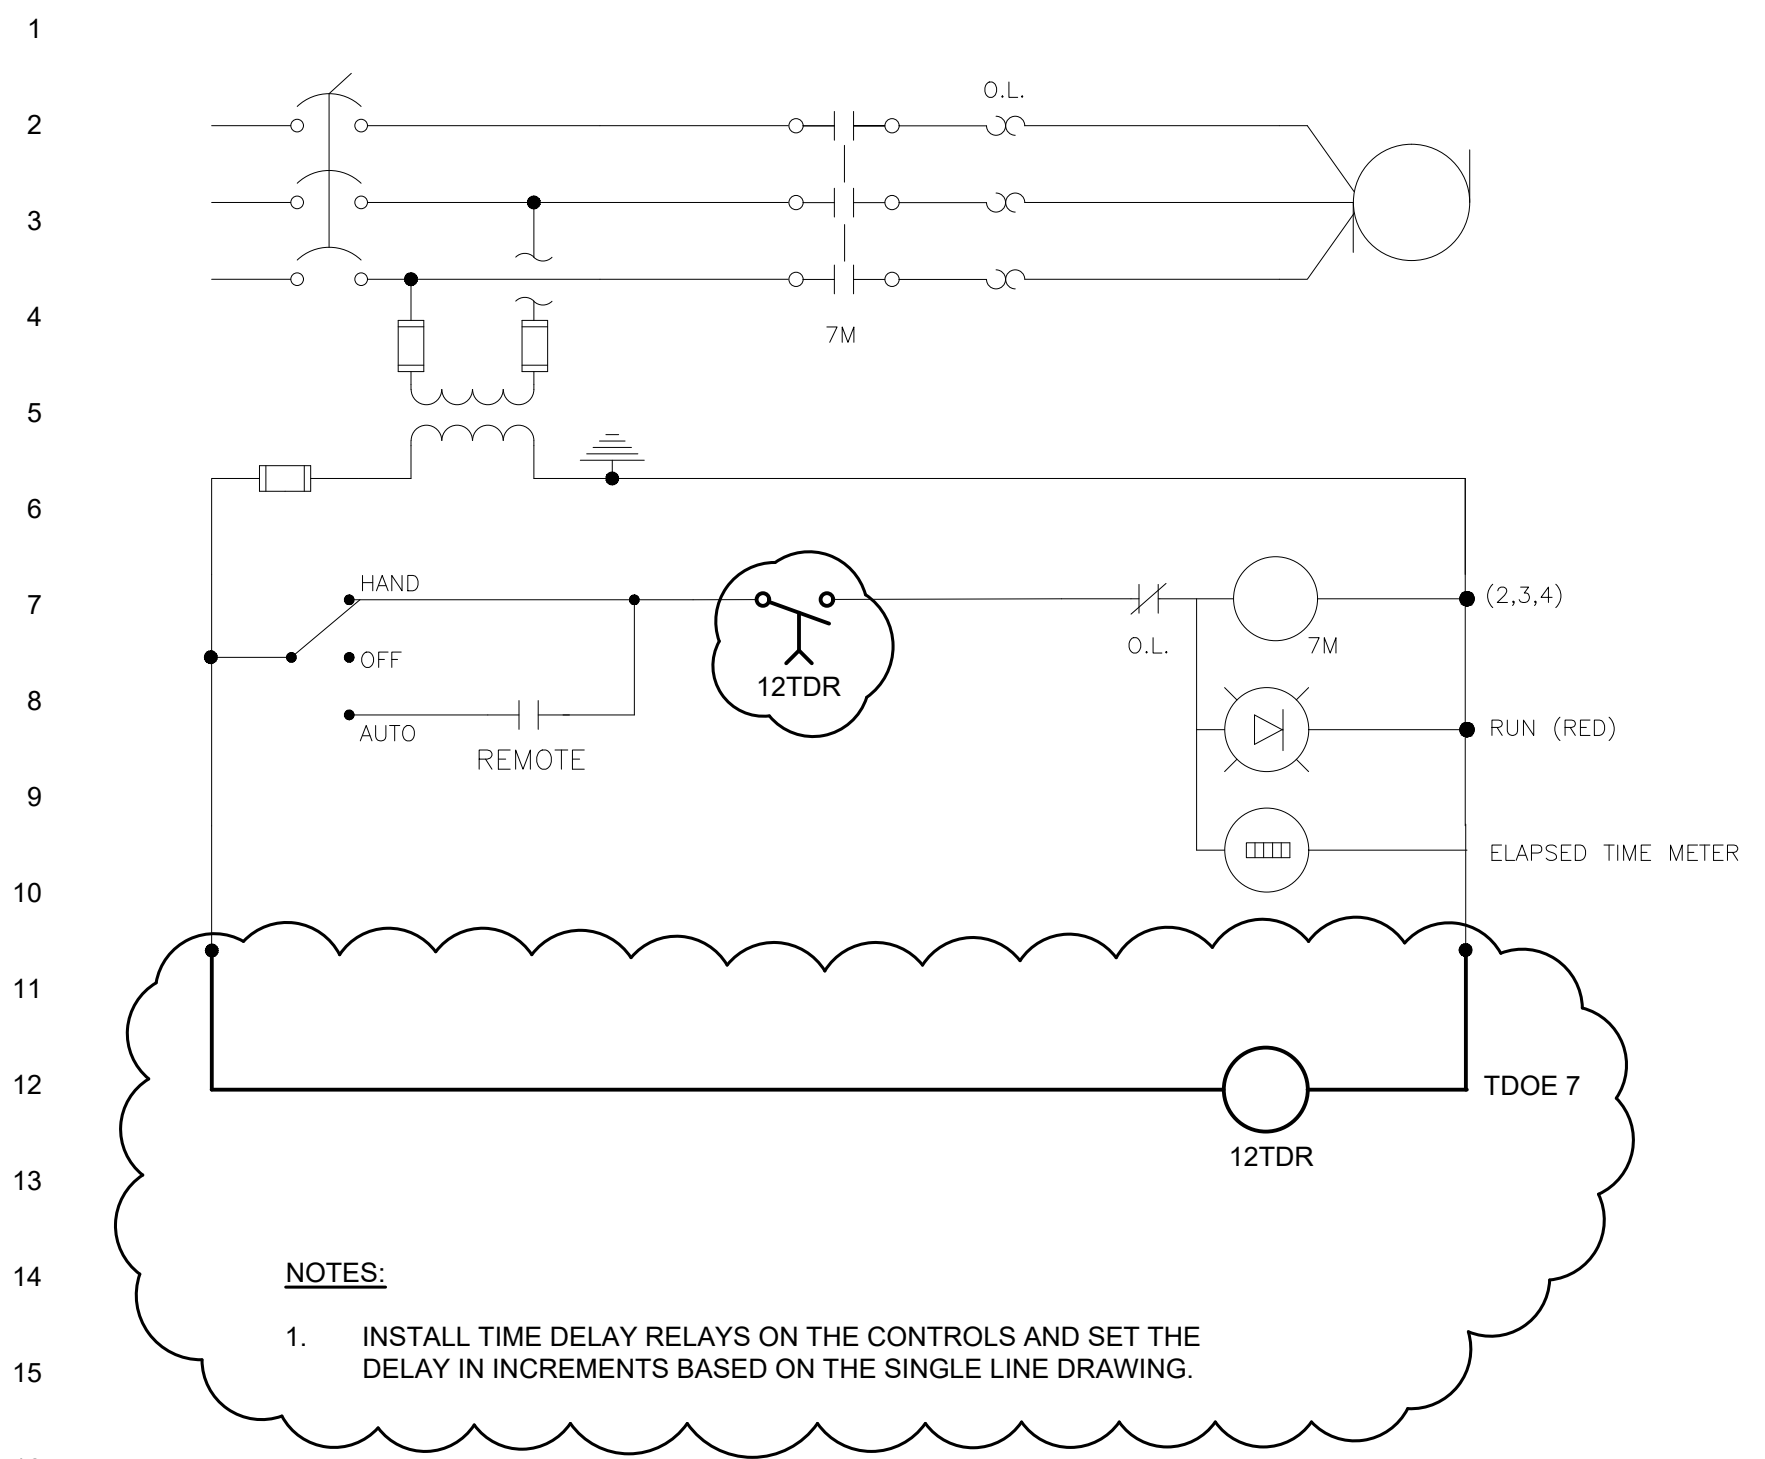 1
O.L.
2
3
4
7M
5
6
HAND
7
(2,3,4)
O.L.
7M
OFF
12TDR
8
AUTO
RUN (RED)
REMOTE
9
ELAPSED TIME METER
10
11
12
TDOE 7
12TDR
13
14
NOTES:
1. INSTALL TIME DELAY RELAYS ON THE CONTROLS AND SET THE
DELAY IN INCREMENTS BASED ON THE SINGLE LINE DRAWING.
15